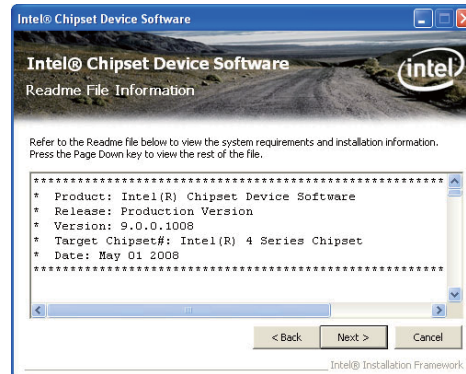 Intel® Chipset Device Software
Intel® Chipset Device Software
intel
Readme File Information
Refer to the Readme file below to view the system requirements and installation information.
Press the Page Down key to view the rest of the file.
********************************************************
* Product: Intel(R) Chipset Device Software
* Release: Production Version
* Version: 9.0.0.1008
* Target Chipset#: Intel(R) 4 Series Chipset
* Date: May 01 2008
********************************************************
< Back Next > Cancel
Intel® Installation Framework